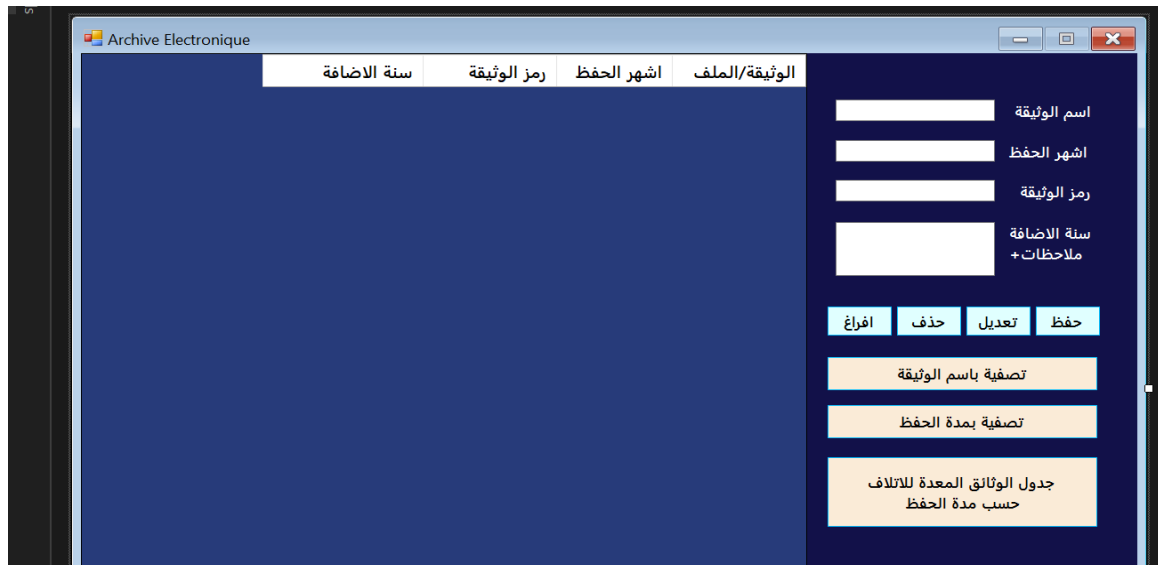 Archive Electronique
الوثيقة/الملف
اشهر الحفظ
رمز الوثيقة
سنة الاضافة
اسم الوثيقة
اشهر الحفظ
رمز الوثيقة
سنة الاضافة
ملاحظات+
حفظ
تعديل
حذف
افراغ
تصفية باسم الوثيقة
تصفية بمدة الحفظ
جدول الوثائق المعدة للاتلاف
حسب مدة الحفظ